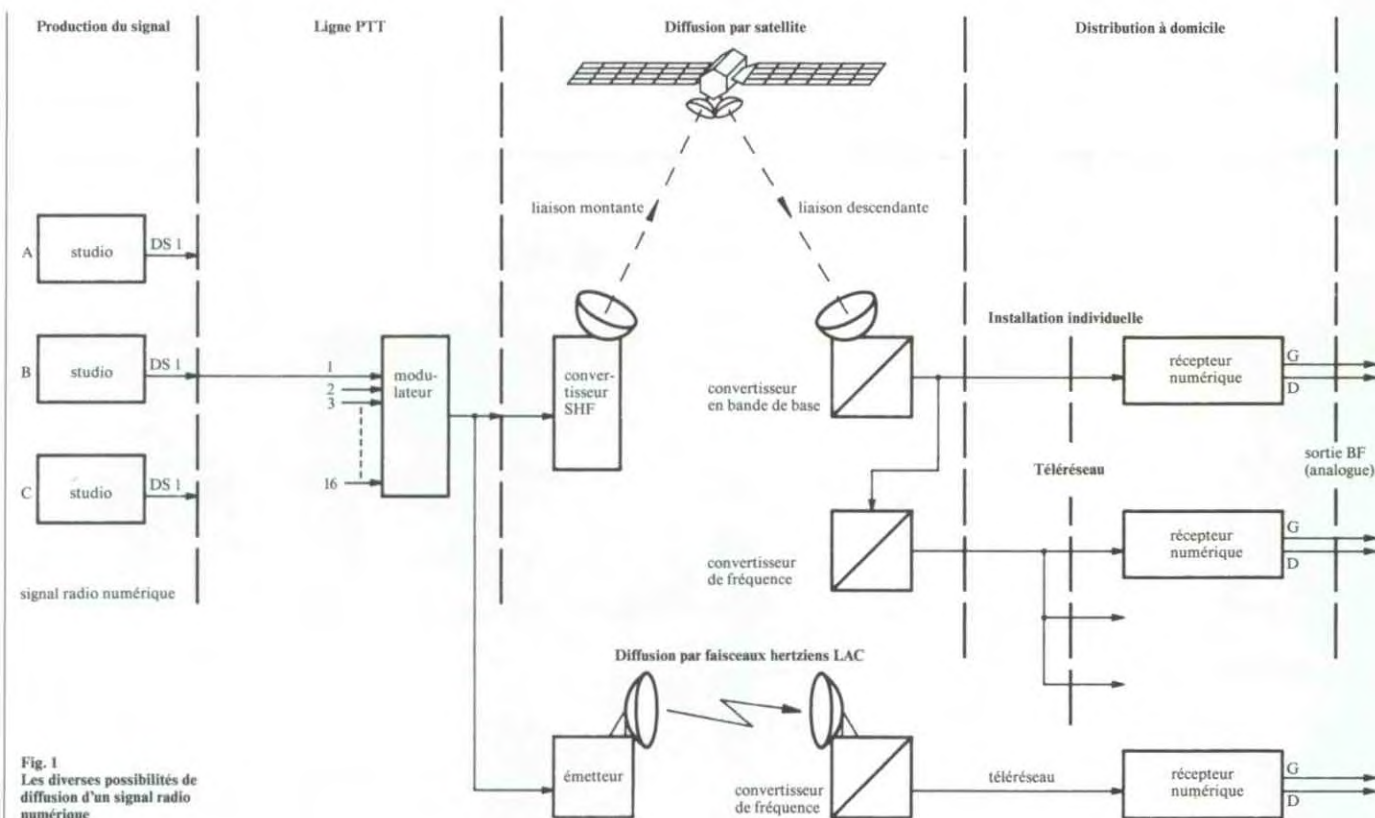 Production du signal
Ligne PTT
Diffusion par satellite
Distribution à domicile
liaison montante
liaison descendante
A
studio
DS 1
B
studio
DS 1
C
studio
DS 1
signal radio numérique
1
2
3
16
modu-
lateur
conver-
tisseur
SHF
convertisseur
en bande de base
Installation individuelle
récepteur
numérique
G
D
Téléréseau
sortie BF
(analogue)
convertisseur
de fréquence
récepteur
numérique
G
D
Diffusion par faisceaux hertziens LAC
émetteur
convertisseur
de fréquence
téléréseau
récepteur
numérique
G
D
Fig. 1
Les diverses possibilités de
diffusion d'un signal radio
numérique